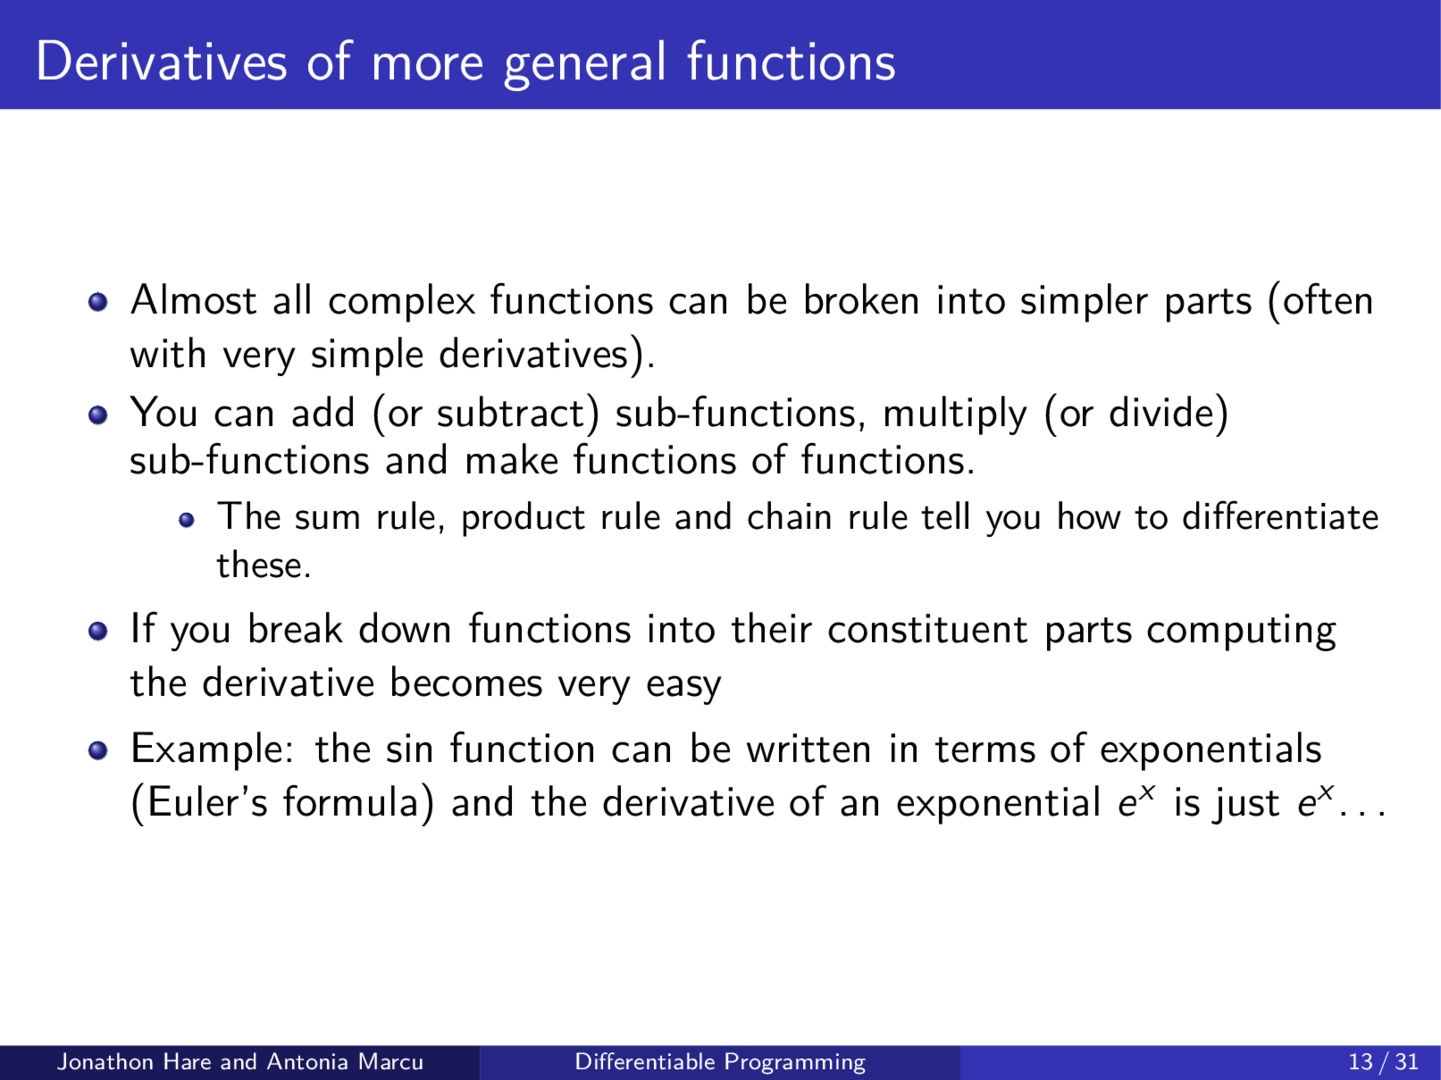 Derivatives of more general functions
Almost all complex functions can be broken into simpler parts (often
with very simple derivatives).
You can add (or subtract) sub-functions, multiply (or divide)
sub-functions and make functions of functions.
The sum rule, product rule and chain rule tell you how to differentiate
these.
If you break down functions into their constituent parts computing
the derivative becomes very easy
Example: the sin function can be written in terms of exponentials
(Euler's formula) and the derivative of an exponential eˣ is just eˣ...
Jonathon Hare and Antonia Marcu
Differentiable Programming
13 / 31